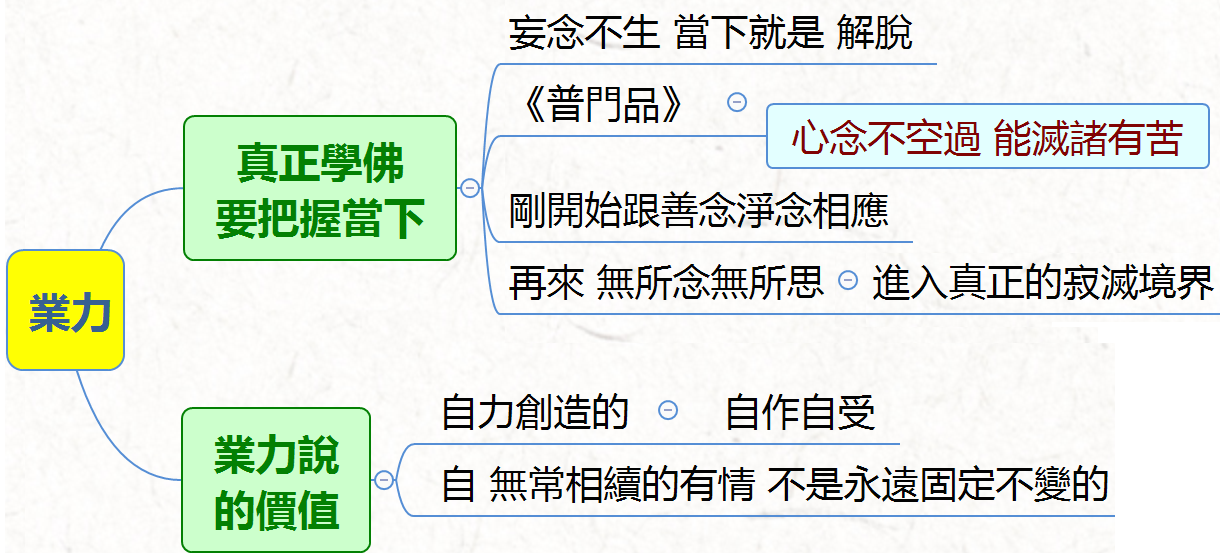 業力
真正學佛
要把握當下
妄念不生 當下就是 解脫
《普門品》
心念不空過 能滅諸有苦
剛開始跟善念淨念相應
再來 無所念無所思 進入真正的寂滅境界
業力說
的價值
自力創造的 自作自受
自 無常相續的有情 不是永遠固定不變的